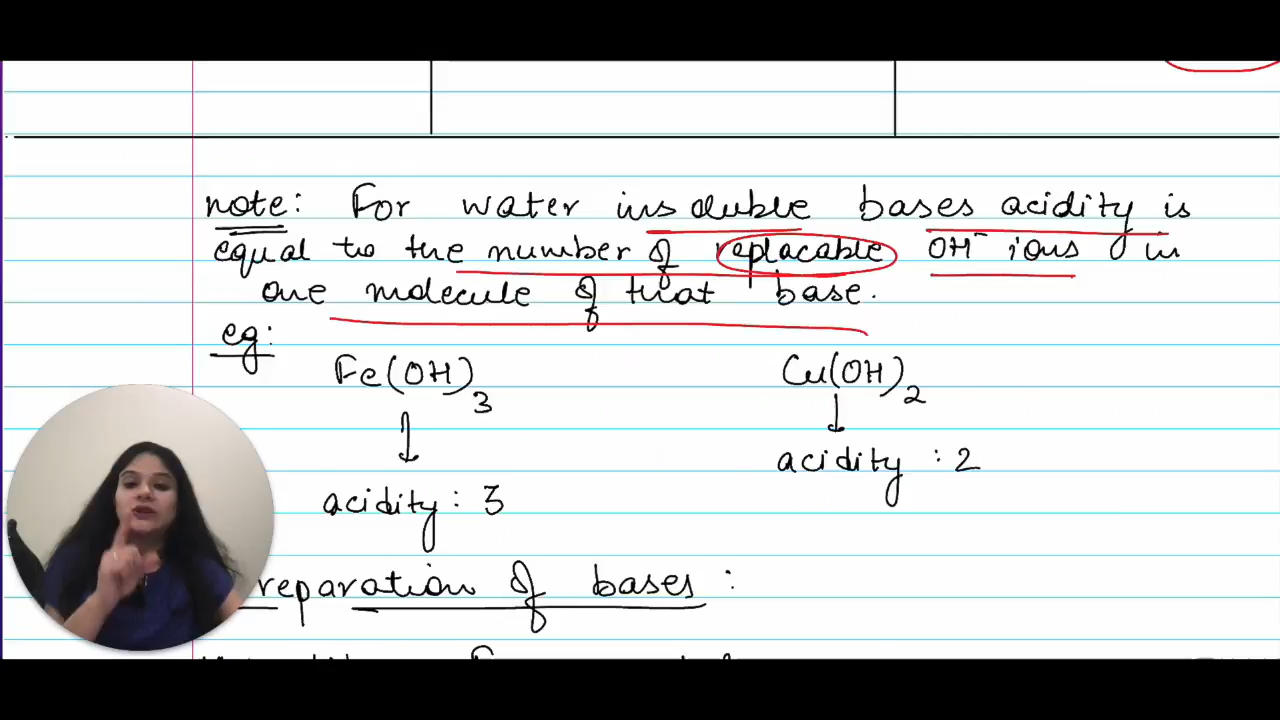 note: For water insoluble bases acidity is
equal to the number of replacable OH⁻ ions in
one molecule of that base.
eg:
Fe(OH)₃ Cu(OH)₂
↓ ↓
acidity : 3 acidity : 2
reparation of bases :